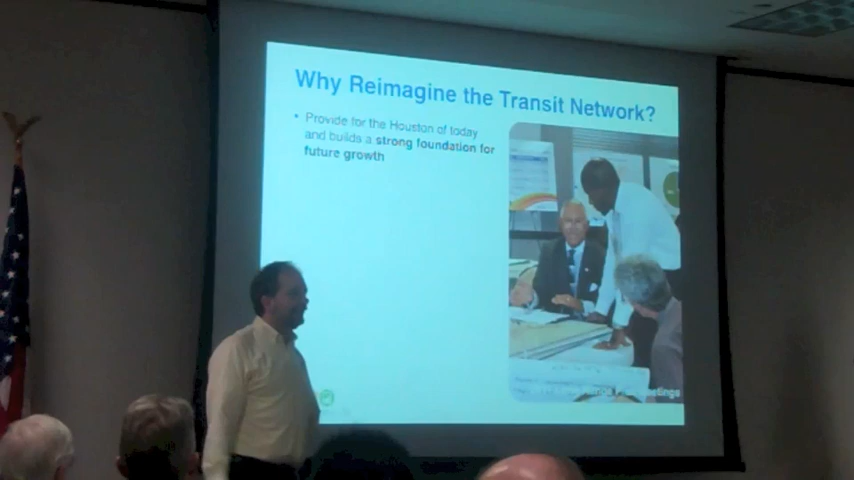 Why Reimagine the Transit Network?
• Provide for the Houston of today
and builds a strong foundation for
future growth